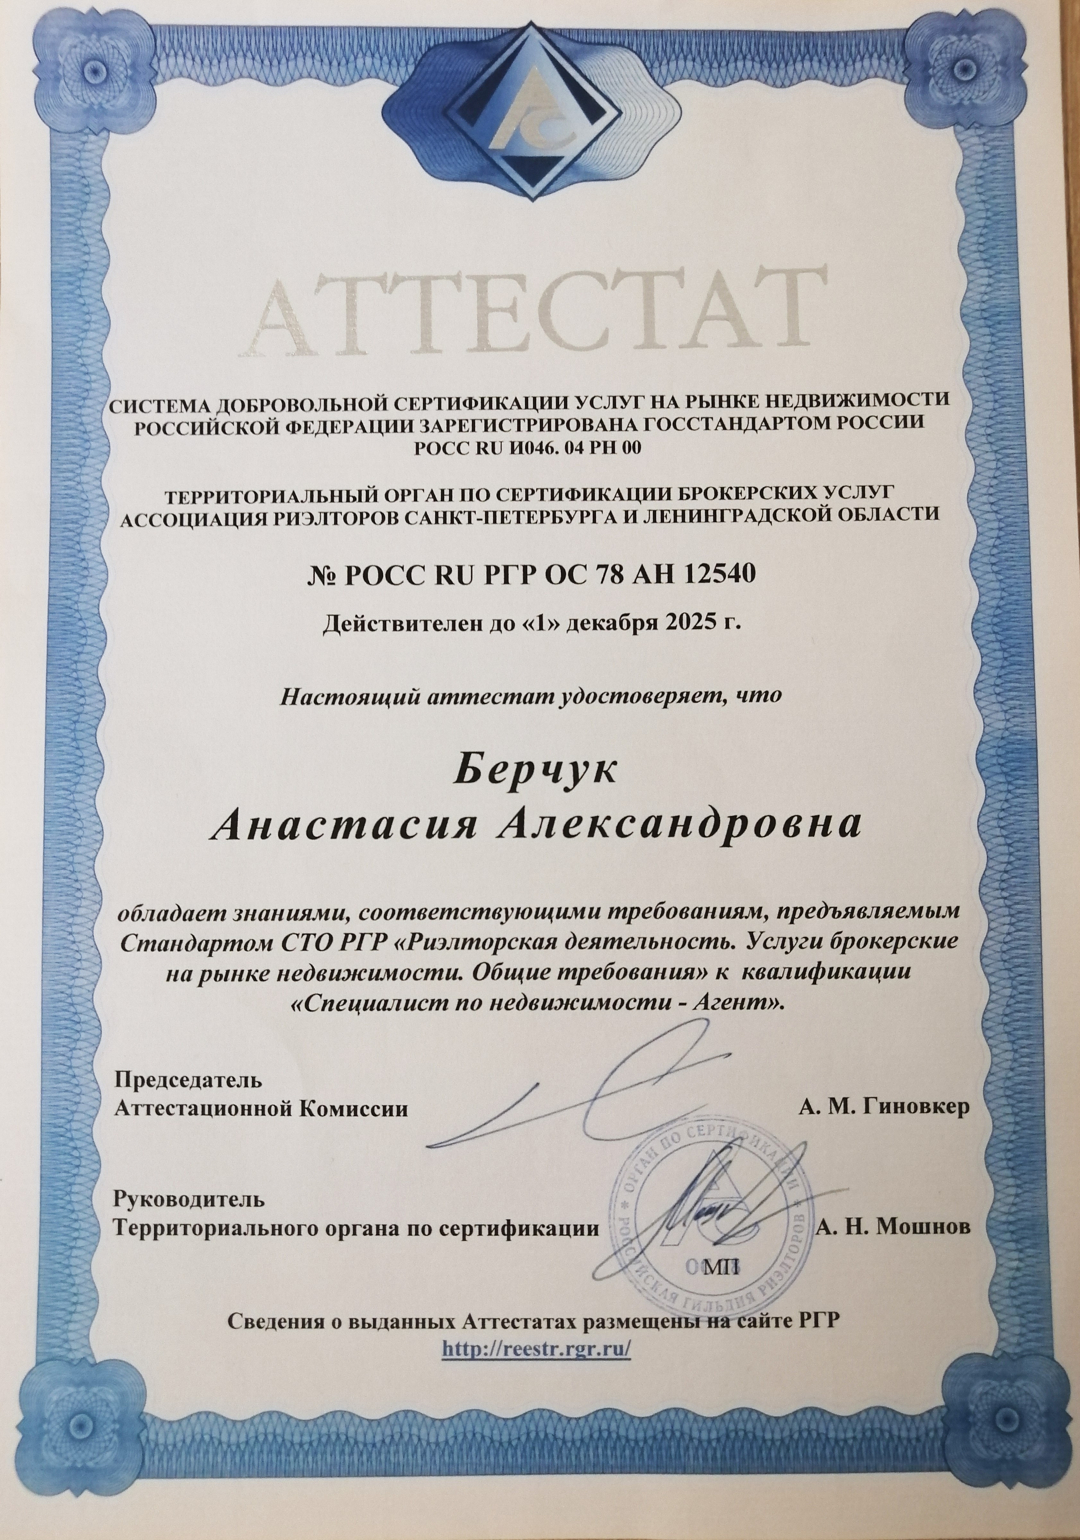 АТТЕСТАТ
СИСТЕМА ДОБРОВОЛЬНОЙ СЕРТИФИКАЦИИ УСЛУГ НА РЫНКЕ НЕДВИЖИМОСТИ
РОССИЙСКОЙ ФЕДЕРАЦИИ ЗАРЕГИСТРИРОВАНА ГОССТАНДАРТОМ РОССИИ
РОСС RU И046. 04 РН 00
ТЕРРИТОРИАЛЬНЫЙ ОРГАН ПО СЕРТИФИКАЦИИ БРОКЕРСКИХ УСЛУГ
АССОЦИАЦИЯ РИЭЛТОРОВ САНКТ-ПЕТЕРБУРГА И ЛЕНИНГРАДСКОЙ ОБЛАСТИ
№ РОСС RU РГР ОС 78 АН 12540
Действителен до «1» декабря 2025 г.
Настоящий аттестат удостоверяет, что
Берчук
Анастасия Александровна
обладает знаниями, соответствующими требованиям, предъявляемым
Стандартом СТО РГР «Риэлторская деятельность. Услуги брокерские
на рынке недвижимости. Общие требования» к квалификации
«Специалист по недвижимости - Агент».
Председатель
Аттестационной Комиссии
А. М. Гиновкер
Руководитель
Территориального органа по сертификации
А. Н. Мошнов
ОРГАН ПО СЕРТИФИКАЦИИ
РОССИЙСКАЯ ГИЛЬДИЯ РИЭЛТОРОВ
МП
Сведения о выданных Аттестатах размещены на сайте РГР
http://reestr.rgr.ru/